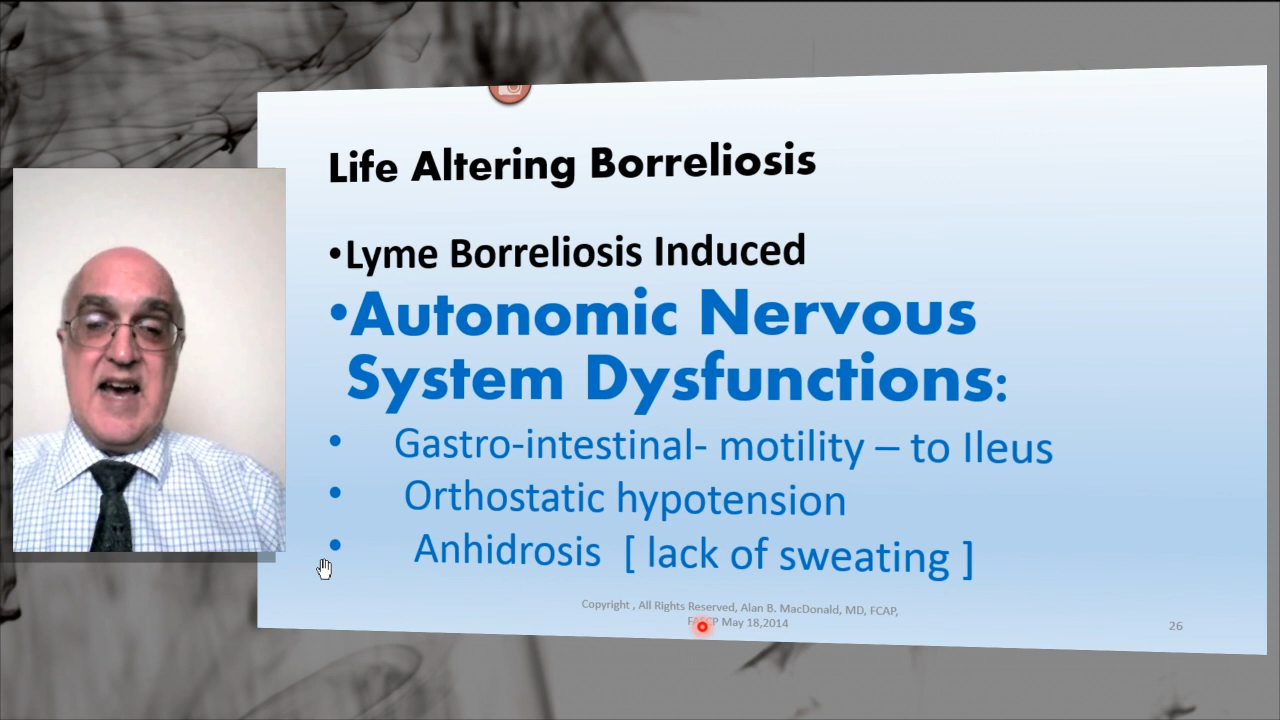 Life Altering Borreliosis
•Lyme Borreliosis Induced
•Autonomic Nervous
System Dysfunctions:
• Gastro-intestinal- motility – to Ileus
• Orthostatic hypotension
• Anhidrosis [ lack of sweating ]
Copyright , All Rights Reserved, Alan B. MacDonald, MD, FCAP,
May 18,2014
26